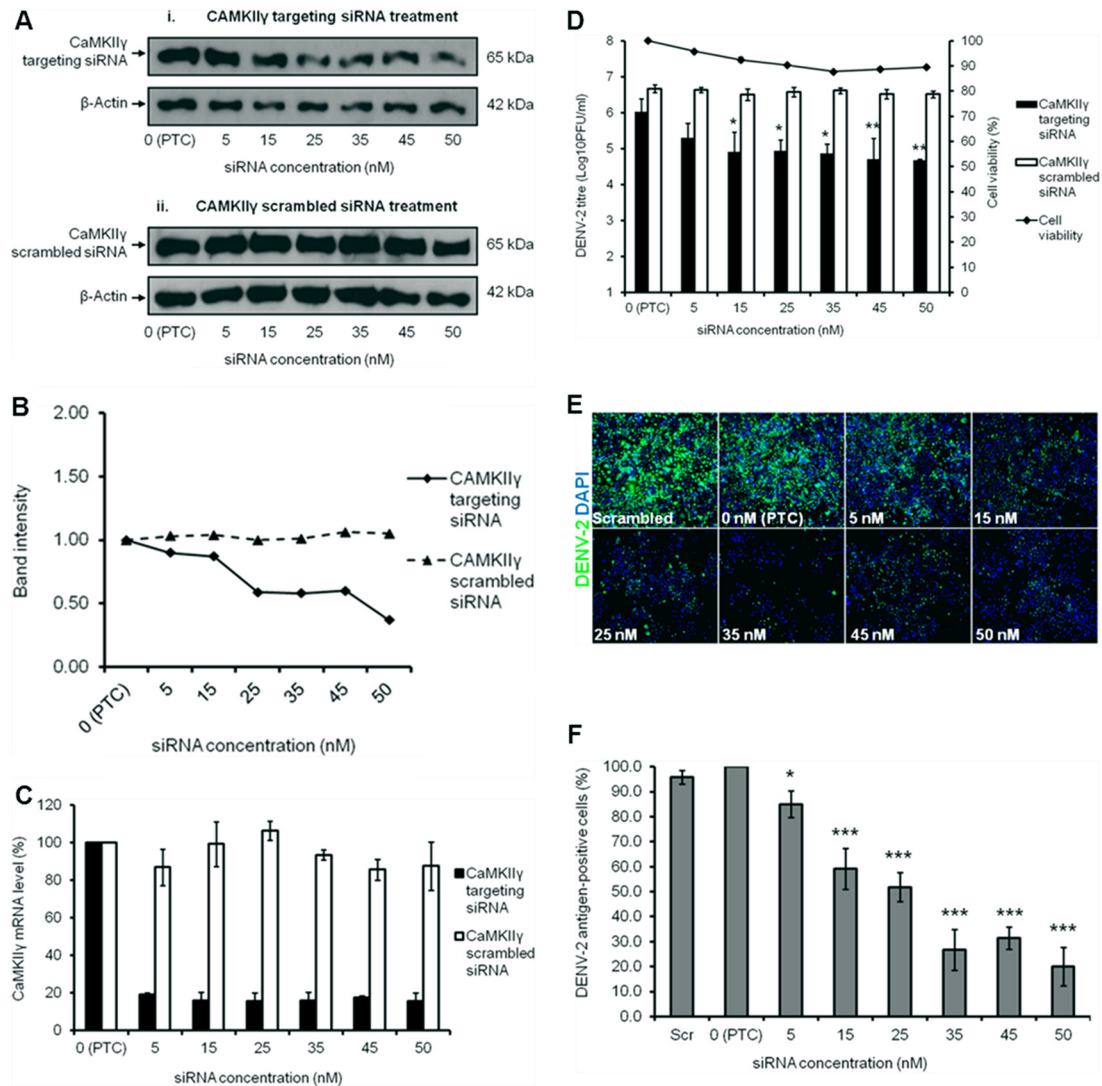 A
i. CAMKIIγ targeting siRNA treatment
CaMKIIγ
targeting siRNA
65 kDa
β-Actin
42 kDa
0 (PTC) 5 15 25 35 45 50
siRNA concentration (nM)
ii. CAMKIIγ scrambled siRNA treatment
CaMKIIγ
scrambled siRNA
65 kDa
β-Actin
42 kDa
0 (PTC) 5 15 25 35 45 50
siRNA concentration (nM)
B
2.00
1.50
1.00
0.50
0.00
Band intensity
0 (PTC) 5 15 25 35 45 50
siRNA concentration (nM)
CAMKIIγ
targeting
siRNA
CAMKIIγ
scrambled
siRNA
C
120
100
80
60
40
20
0
CaMKIIγ mRNA level (%)
0 (PTC) 5 15 25 35 45 50
siRNA concentration (nM)
CaMKIIγ
targeting
siRNA
CaMKIIγ
scrambled
siRNA
D
8
7
6
5
4
3
2
1
DENV-2 titre (Log10PFU/ml)
* * * ** **
100
90
80
70
60
50
40
30
20
10
0
Cell viability (%)
0 (PTC) 5 15 25 35 45 50
siRNA concentration (nM)
CaMKIIγ
targeting
siRNA
CaMKIIγ
scrambled
siRNA
Cell
viability
E
DENV-2 DAPI
Scrambled 0 nM (PTC) 5 nM 15 nM
25 nM 35 nM 45 nM 50 nM
F
100.0
90.0
80.0
70.0
60.0
50.0
40.0
30.0
20.0
10.0
0.0
DENV-2 antigen-positive cells (%)
* *** *** *** *** ***
Scr 0 (PTC) 5 15 25 35 45 50
siRNA concentration (nM)